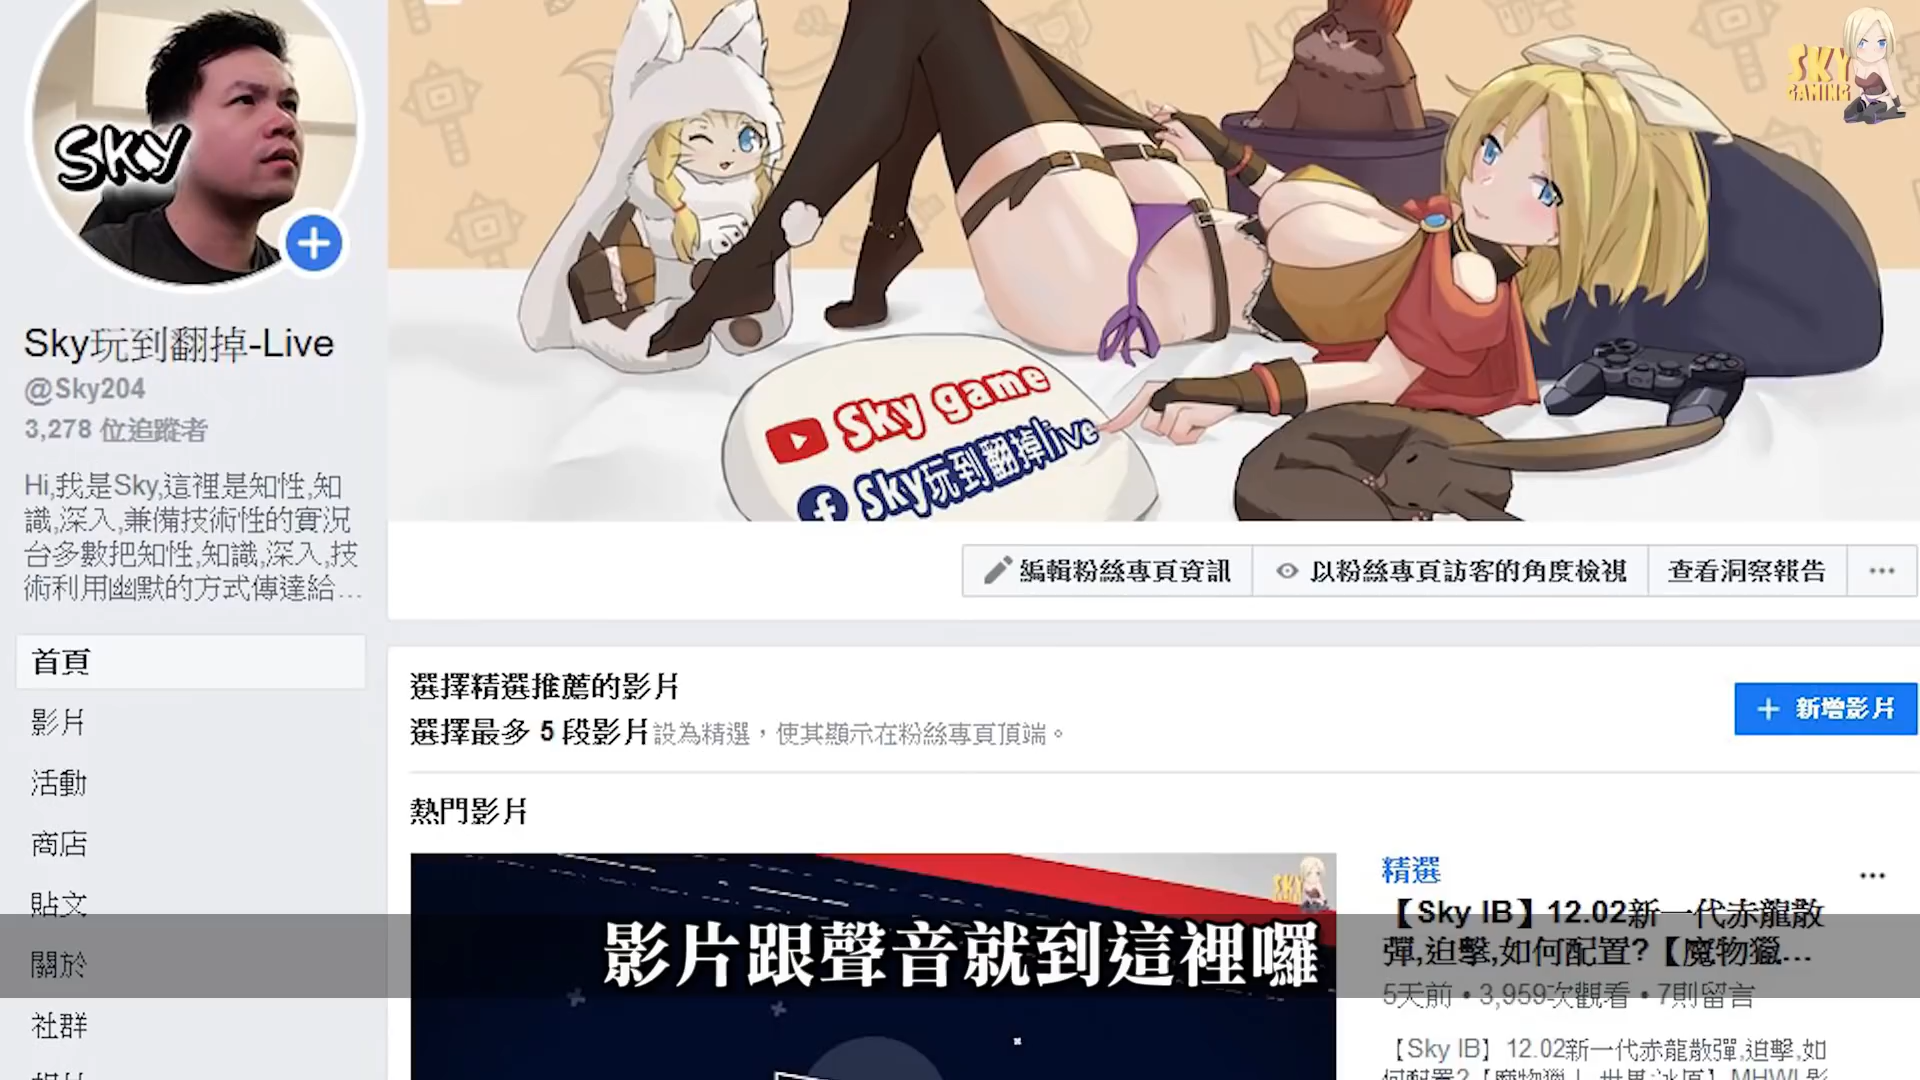 SKY
GAMING
SKY
Sky玩到翻掉-Live
@Sky204
3,278 位追蹤者
Hi,我是Sky,這裡是知性,知
識,深入,兼備技術性的實況
台多數把知性,知識,深入,技
術利用幽默的方式傳達給...
Sky game
Sky玩到翻掉live
編輯粉絲專頁資訊
以粉絲專頁訪客的角度檢視
查看洞察報告
首頁
影片
活動
商店
貼文
關於
社群
選擇精選推薦的影片
選擇最多 5 段影片設為精選，使其顯示在粉絲專頁頂端。
+ 新增影片
熱門影片
精選
【Sky IB】12.02新一代赤龍散
彈,迫擊,如何配置?【魔物獵...
5天前 • 3,959次觀看 • 7則留言
【Sky IB】12.02新一代赤龍散彈,迫擊,如
影片跟聲音就到這裡囉